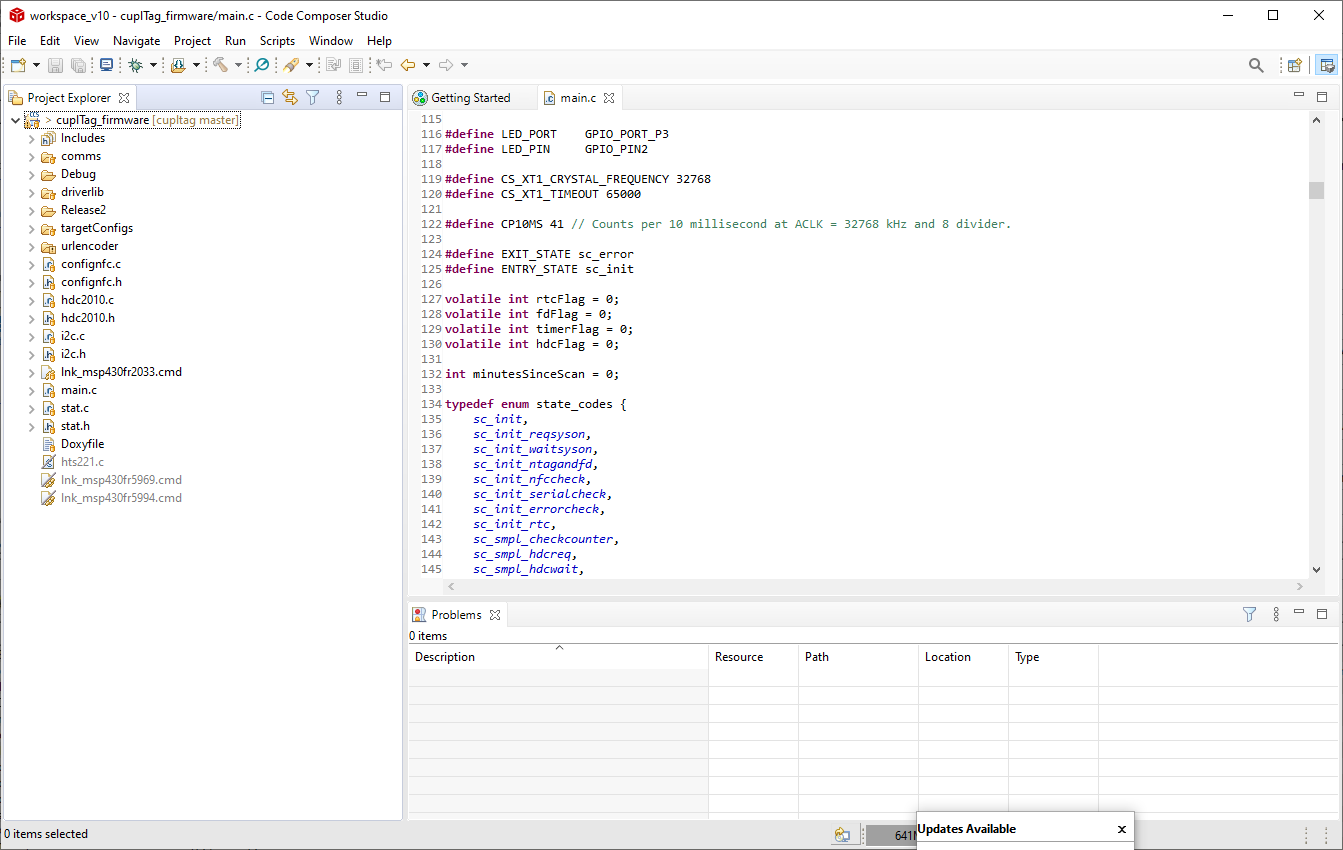 workspace_v10 - cuplTag_firmware/main.c - Code Composer Studio
File Edit View Navigate Project Run Scripts Window Help
Project Explorer
> cuplTag_firmware [cupltag master]
Includes
comms
Debug
driverlib
Release2
targetConfigs
urlencoder
confignfc.c
confignfc.h
hdc2010.c
hdc2010.h
i2c.c
i2c.h
lnk_msp430fr2033.cmd
main.c
stat.c
stat.h
Doxyfile
hts221.c
lnk_msp430fr5969.cmd
lnk_msp430fr5994.cmd
Getting Started main.c
115
116 #define LED_PORT    GPIO_PORT_P3
117 #define LED_PIN     GPIO_PIN2
118
119 #define CS_XT1_CRYSTAL_FREQUENCY 32768
120 #define CS_XT1_TIMEOUT 65000
121
122 #define CP10MS 41 // Counts per 10 millisecond at ACLK = 32768 kHz and 8 divider.
123
124 #define EXIT_STATE sc_error
125 #define ENTRY_STATE sc_init
126
127 volatile int rtcFlag = 0;
128 volatile int fdFlag = 0;
129 volatile int timerFlag = 0;
130 volatile int hdcFlag = 0;
131
132 int minutesSinceScan = 0;
133
134 typedef enum state_codes {
135     sc_init,
136     sc_init_reqsyson,
137     sc_init_waitsyson,
138     sc_init_ntagandfd,
139     sc_init_nfccheck,
140     sc_init_serialcheck,
141     sc_init_errorcheck,
142     sc_init_rtc,
143     sc_smpl_checkcounter,
144     sc_smpl_hdcreq,
145     sc_smpl_hdcwait,
Problems
0 items
Description Resource Path Location Type
0 items selected
641
Updates Available x